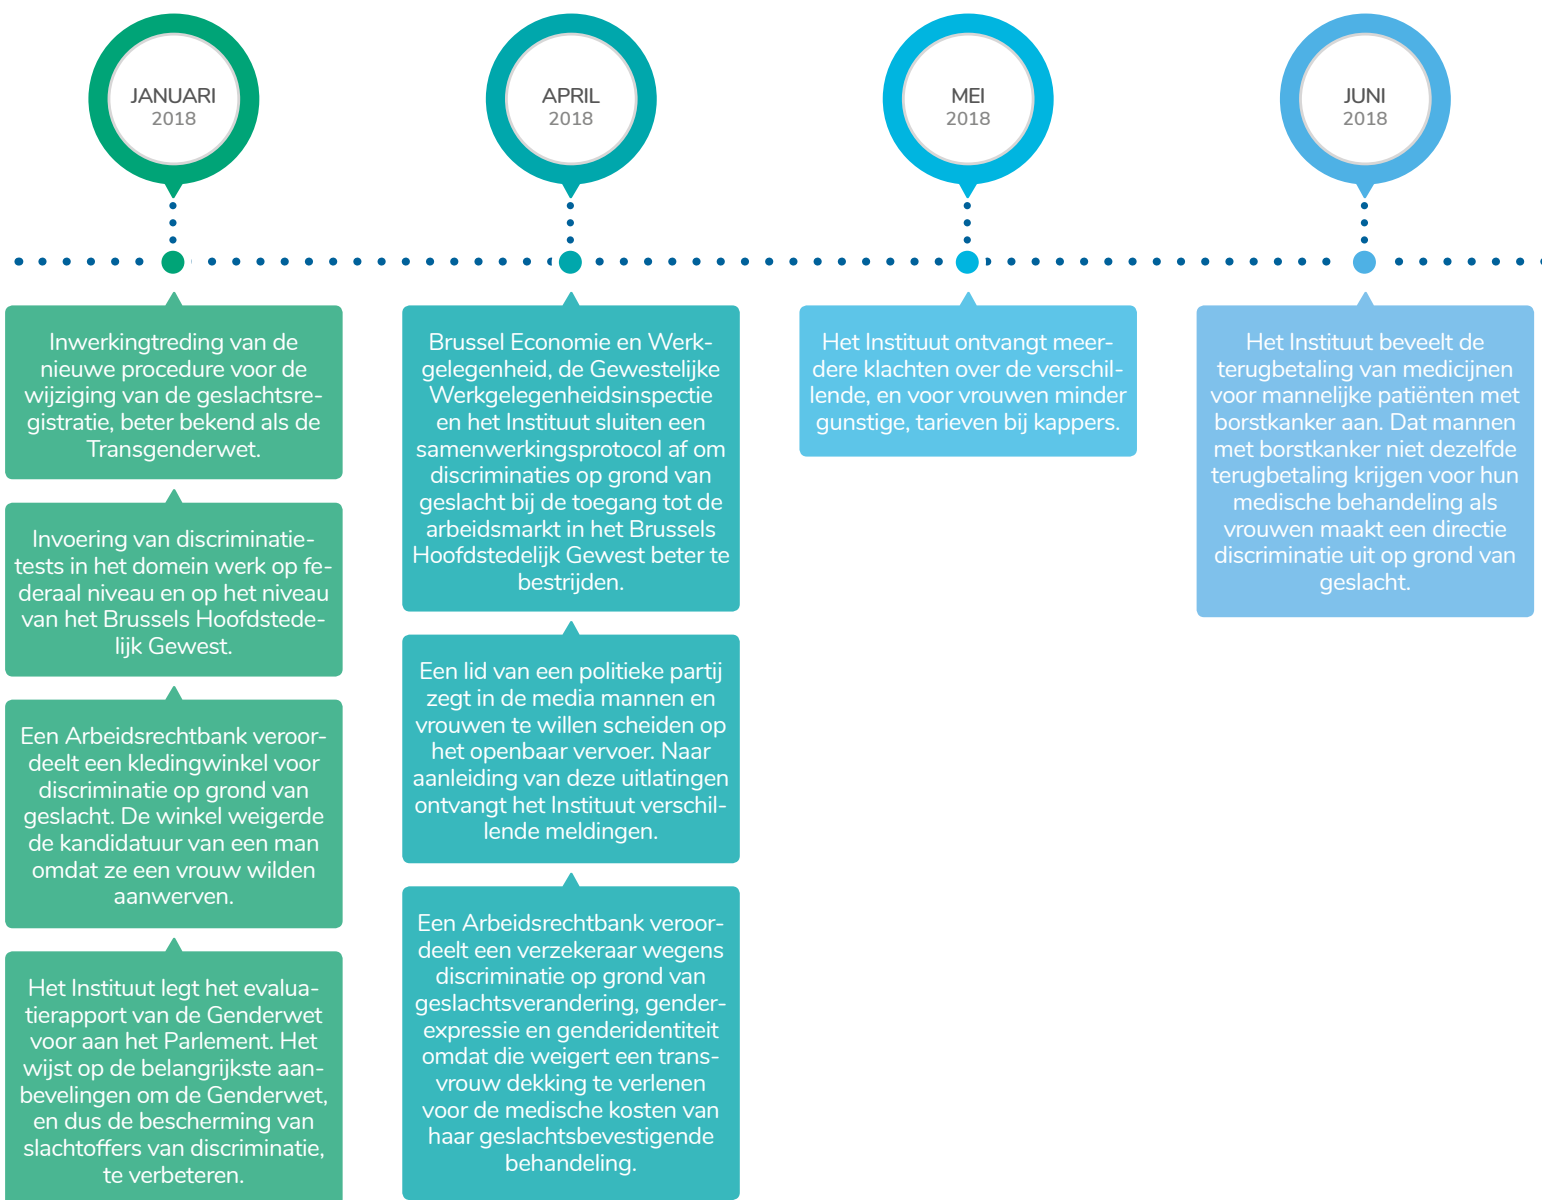 JANUARI
2018
Inwerkingtreding van de
nieuwe procedure voor de
wijziging van de geslachtsre-
gistratie, beter bekend als de
Transgenderwet.
Invoering van discriminatie-
tests in het domein werk op fe-
deraal niveau en op het niveau
van het Brussels Hoofdstede-
lijk Gewest.
Een Arbeidsrechtbank veroor-
deelt een kledingwinkel voor
discriminatie op grond van
geslacht. De winkel weigerde
de kandidatuur van een man
omdat ze een vrouw wilden
aanwerven.
Het Instituut legt het evalua-
tierapport van de Genderwet
voor aan het Parlement. Het
wijst op de belangrijkste aan-
bevelingen om de Genderwet,
en dus de bescherming van
slachtoffers van discriminatie,
te verbeteren.
APRIL
2018
Brussel Economie en Werk-
gelegenheid, de Gewestelijke
Werkgelegenheidsinspectie
en het Instituut sluiten een
samenwerkingsprotocol af om
discriminaties op grond van
geslacht bij de toegang tot de
arbeidsmarkt in het Brussels
Hoofdstedelijk Gewest beter te
bestrijden.
Een lid van een politieke partij
zegt in de media mannen en
vrouwen te willen scheiden op
het openbaar vervoer. Naar
aanleiding van deze uitlatingen
ontvangt het Instituut verschil-
lende meldingen.
Een Arbeidsrechtbank veroor-
deelt een verzekeraar wegens
discriminatie op grond van
geslachtsverandering, gender-
expressie en genderidentiteit
omdat die weigert een trans-
vrouw dekking te verlenen
voor de medische kosten van
haar geslachtsbevestigende
behandeling.
MEI
2018
Het Instituut ontvangt meer-
dere klachten over de verschil-
lende, en voor vrouwen minder
gunstige, tarieven bij kappers.
JUNI
2018
Het Instituut beveelt de
terugbetaling van medicijnen
voor mannelijke patiënten met
borstkanker aan. Dat mannen
met borstkanker niet dezelfde
terugbetaling krijgen voor hun
medische behandeling als
vrouwen maakt een directie
discriminatie uit op grond van
geslacht.